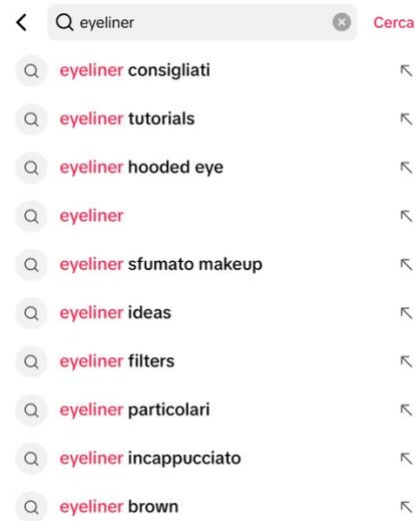 eyeliner Cerca
eyeliner consigliati
eyeliner tutorials
eyeliner hooded eye
eyeliner
eyeliner sfumato makeup
eyeliner ideas
eyeliner filters
eyeliner particolari
eyeliner incappucciato
eyeliner brown